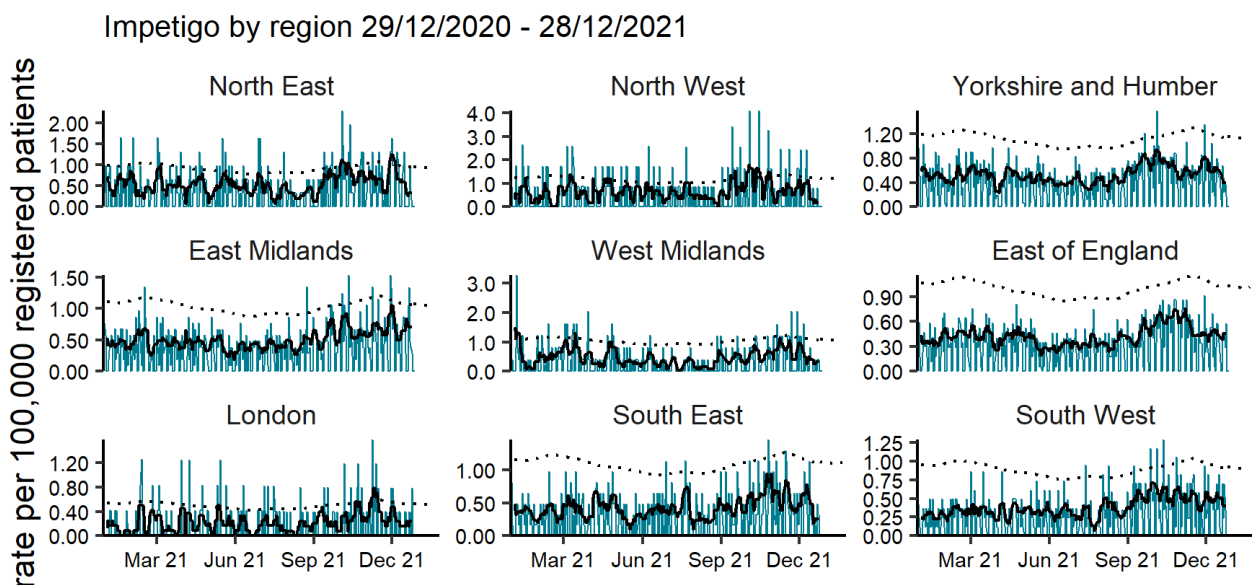 Impetigo by region 29/12/2020 - 28/12/2021
rate per 100,000 registered patients
North East
North West
Yorkshire and Humber
2.00
1.50
1.00
0.50
0.00
4.0
3.0
2.0
1.0
0.0
1.20
0.80
0.40
0.00
East Midlands
West Midlands
East of England
1.50
1.00
0.50
0.00
3.0
2.0
1.0
0.0
0.90
0.60
0.30
0.00
London
South East
South West
1.20
0.80
0.40
0.00
1.00
0.50
0.00
1.25
1.00
0.75
0.50
0.25
0.00
Mar 21 Jun 21 Sep 21 Dec 21
Mar 21 Jun 21 Sep 21 Dec 21
Mar 21 Jun 21 Sep 21 Dec 21